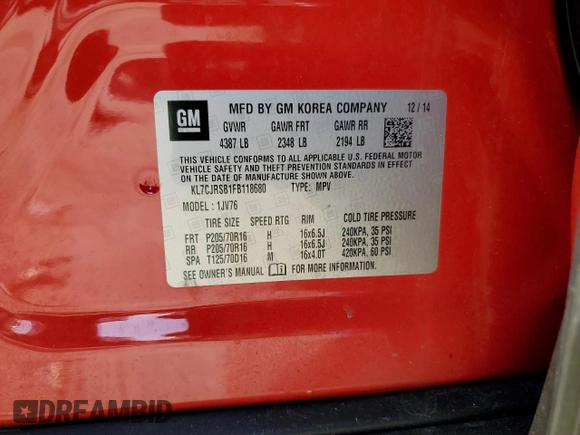 GM
MFD BY GM KOREA COMPANY 12/14
GVWR GAWR FRT GAWR RR
4387 LB 2348 LB 2194 LB
THIS VEHICLE CONFORMS TO ALL APPLICABLE U.S. FEDERAL MOTOR
VEHICLE SAFETY AND THEFT PREVENTION STANDARDS IN EFFECT
ON THE DATE OF MANUFACTURE SHOWN ABOVE.
KL7CJRSB1FB118680 TYPE: MPV
MODEL: 1JV76
TIRE SIZE SPEED RTG RIM COLD TIRE PRESSURE
FRT P205/70R16 H 16x6.5J 240KPA, 35 PSI
RR P205/70R16 H 16x6.5J 240KPA, 35 PSI
SPA T125/70D16 M 16x4.0T 420KPA, 60 PSI
SEE OWNER'S MANUAL FOR MORE INFORMATION.
DREAMBID